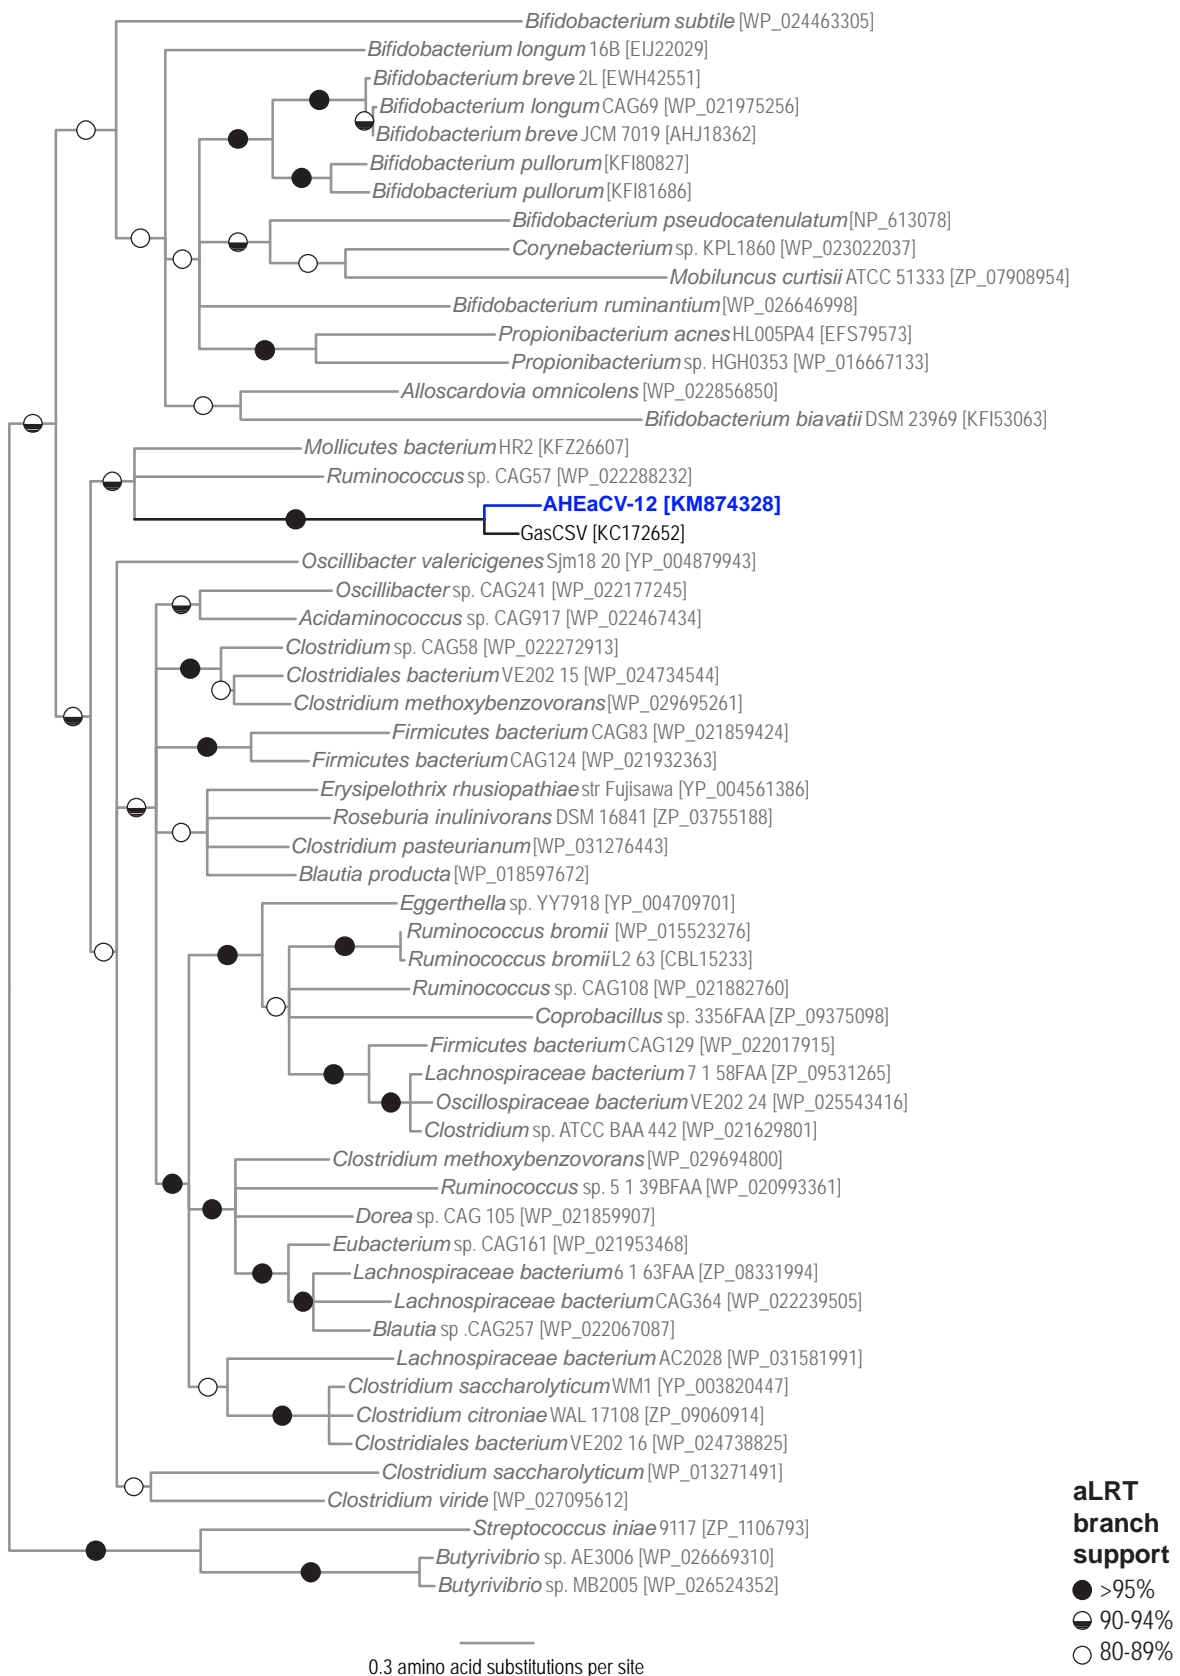 Bifidobacterium subtile [WP_024463305]
Bifidobacterium longum 16B [EIJ22029]
Bifidobacterium breve 2L [EWH42551]
Bifidobacterium longum CAG69 [WP_021975256]
Bifidobacterium breve JCM 7019 [AHJ18362]
Bifidobacterium pullorum [KFI80827]
Bifidobacterium pullorum [KFI81686]
Bifidobacterium pseudocatenulatum [NP_613078]
Corynebacterium sp. KPL1860 [WP_023022037]
Mobiluncus curtisii ATCC 51333 [ZP_07908954]
Bifidobacterium ruminantium [WP_026646998]
Propionibacterium acnes HL005PA4 [EFS79573]
Propionibacterium sp. HGH0353 [WP_016667133]
Alloscardovia omnicolens [WP_022856850]
Bifidobacterium biavatii DSM 23969 [KFI53063]
Mollicutes bacterium HR2 [KFZ26607]
Ruminococcus sp. CAG57 [WP_022288232]
AHEaCV-12 [KM874328]
GasCSV [KC172652]
Oscillibacter valericigenes Sjm18 20 [YP_004879943]
Oscillibacter sp. CAG241 [WP_022177245]
Acidaminococcus sp. CAG917 [WP_022467434]
Clostridium sp. CAG58 [WP_022272913]
Clostridiales bacterium VE202 15 [WP_024734544]
Clostridium methoxybenzovorans [WP_029695261]
Firmicutes bacterium CAG83 [WP_021859424]
Firmicutes bacterium CAG124 [WP_021932363]
Erysipelothrix rhusiopathiae str Fujisawa [YP_004561386]
Roseburia inulinivorans DSM 16841 [ZP_03755188]
Clostridium pasteurianum [WP_031276443]
Blautia producta [WP_018597672]
Eggerthella sp. YY7918 [YP_004709701]
Ruminococcus bromii [WP_015523276]
Ruminococcus bromii L2 63 [CBL15233]
Ruminococcus sp. CAG108 [WP_021882760]
Coprobacillus sp. 3356FAA [ZP_09375098]
Firmicutes bacterium CAG129 [WP_022017915]
Lachnospiraceae bacterium 7 1 58FAA [ZP_09531265]
Oscillospiraceae bacterium VE202 24 [WP_025543416]
Clostridium sp. ATCC BAA 442 [WP_021629801]
Clostridium methoxybenzovorans [WP_029694800]
Ruminococcus sp. 5 1 39BFAA [WP_020993361]
Dorea sp. CAG 105 [WP_021859907]
Eubacterium sp. CAG161 [WP_021953468]
Lachnospiraceae bacterium 6 1 63FAA [ZP_08331994]
Lachnospiraceae bacterium CAG364 [WP_022239505]
Blautia sp .CAG257 [WP_022067087]
Lachnospiraceae bacterium AC2028 [WP_031581991]
Clostridium saccharolyticum WM1 [YP_003820447]
Clostridium citroniae WAL 17108 [ZP_09060914]
Clostridiales bacterium VE202 16 [WP_024738825]
Clostridium saccharolyticum [WP_013271491]
Clostridium viride [WP_027095612]
Streptococcus iniae 9117 [ZP_1106793]
Butyrivibrio sp. AE3006 [WP_026669310]
Butyrivibrio sp. MB2005 [WP_026524352]
0.3 amino acid substitutions per site
aLRT
branch
support
>95%
90-94%
80-89%